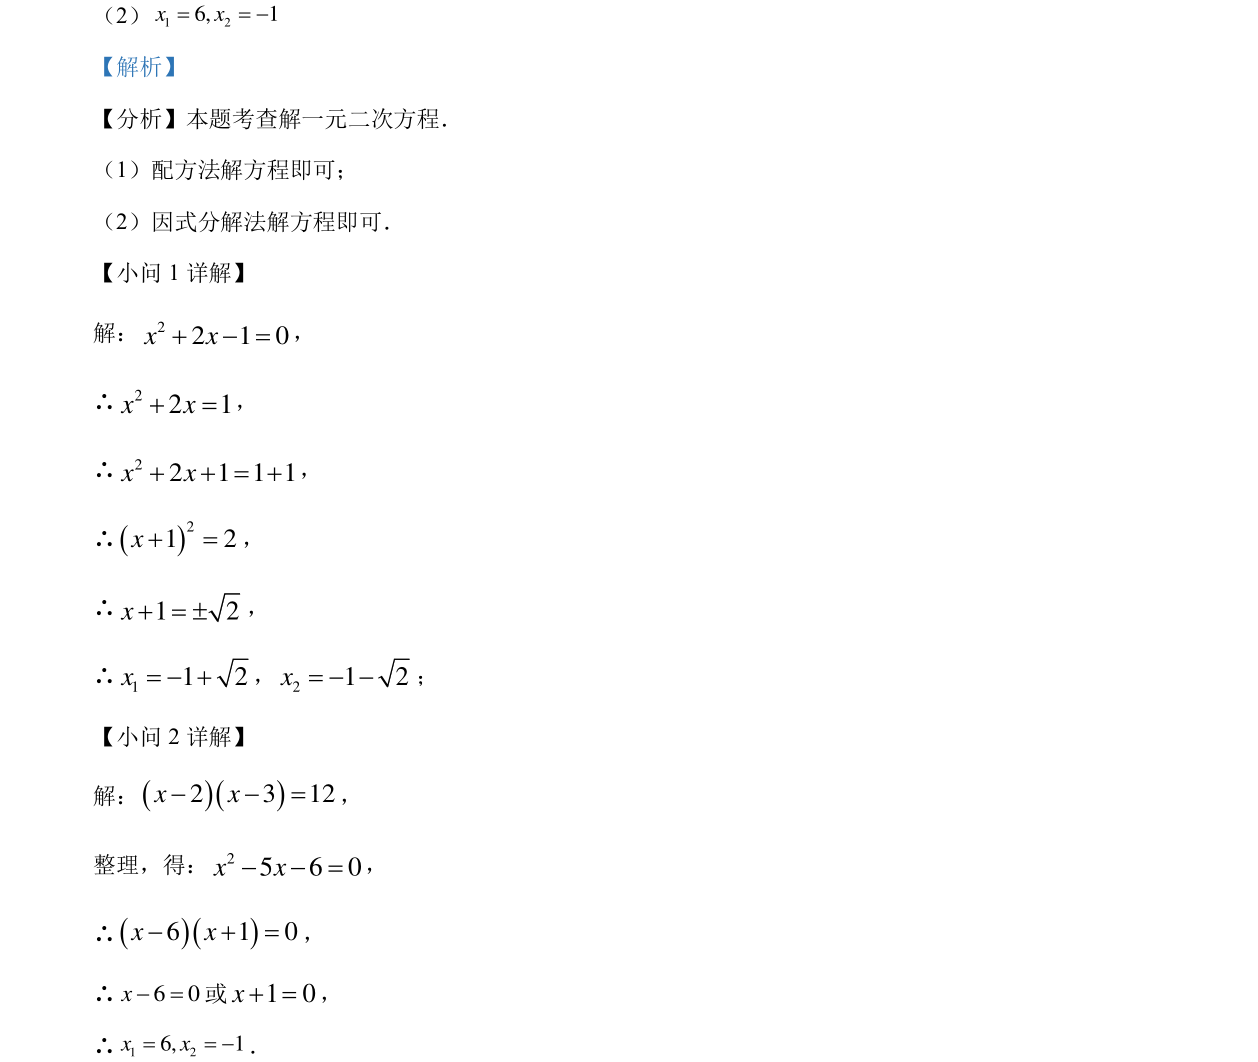 （2）x₁ = 6, x₂ = −1
【解析】
【分析】本题考查解一元二次方程．
（1）配方法解方程即可；
（2）因式分解法解方程即可．
【小问 1 详解】
解：x² + 2x − 1 = 0，
∴ x² + 2x = 1，
∴ x² + 2x + 1 = 1 + 1，
∴ (x + 1)² = 2，
∴ x + 1 = ±√2，
∴ x₁ = −1 + √2，x₂ = −1 − √2；
【小问 2 详解】
解：(x − 2)(x − 3) = 12，
整理，得：x² − 5x − 6 = 0，
∴ (x − 6)(x + 1) = 0，
∴ x − 6 = 0 或 x + 1 = 0，
∴ x₁ = 6, x₂ = −1．